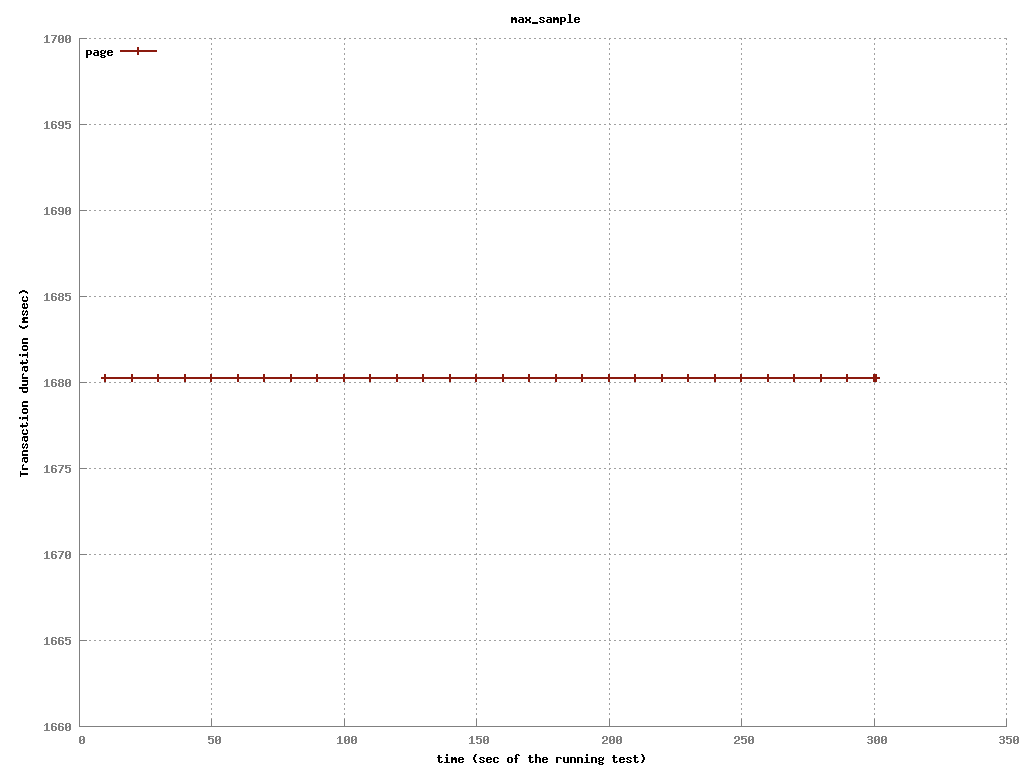 max_sample
1700
page
1695
1690
1685
1680
1675
1670
1665
1660
Transaction duration (msec)
0 50 100 150 200 250 300 350
time (sec of the running test)